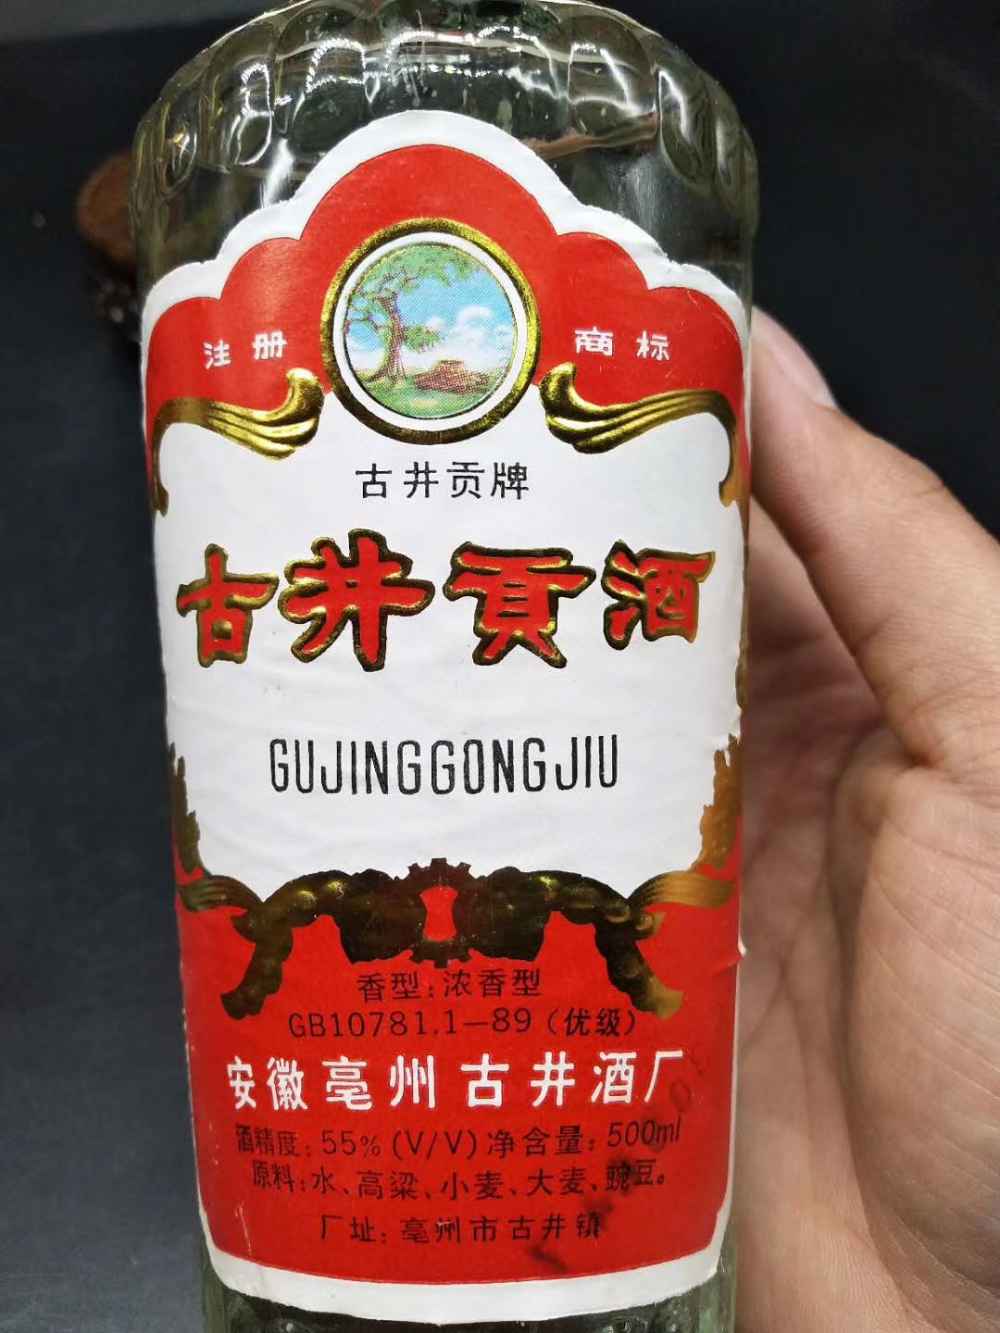 注册 商标
古井贡牌
古井貢酒
GUJINGGONGJIU
香型:浓香型
GB10781.1—89(优级)
安徽亳州古井酒厂
酒精度:55%(V/V)净含量:500ml
原料:水、高粱、小麦、大麦、豌豆。
厂址:亳州市古井镇